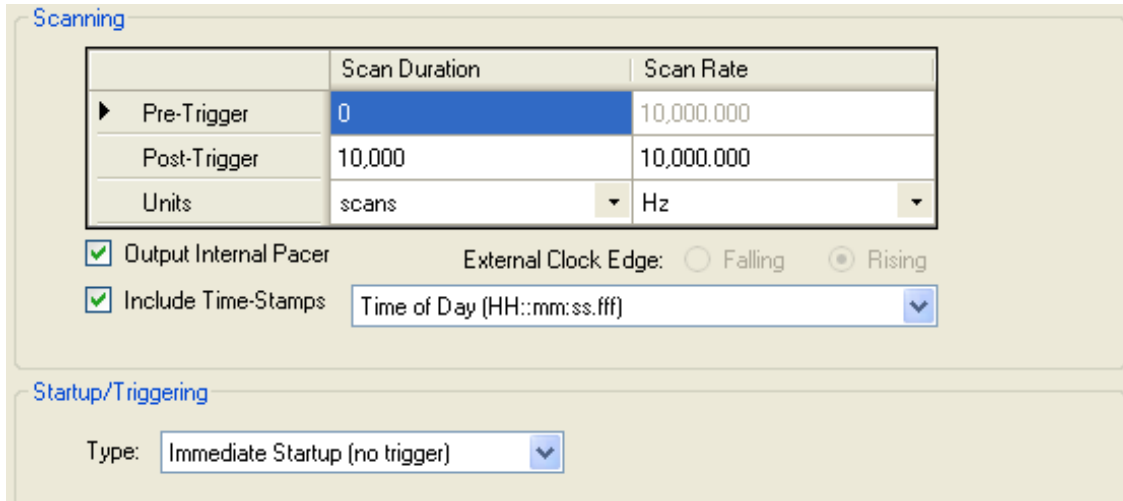 Scanning
Scan Duration Scan Rate
Pre-Trigger 0 10,000.000
Post-Trigger 10,000 10,000.000
Units scans Hz
Output Internal Pacer External Clock Edge: Falling Rising
Include Time-Stamps Time of Day (HH::mm:ss.fff)
Startup/Triggering
Type: Immediate Startup (no trigger)